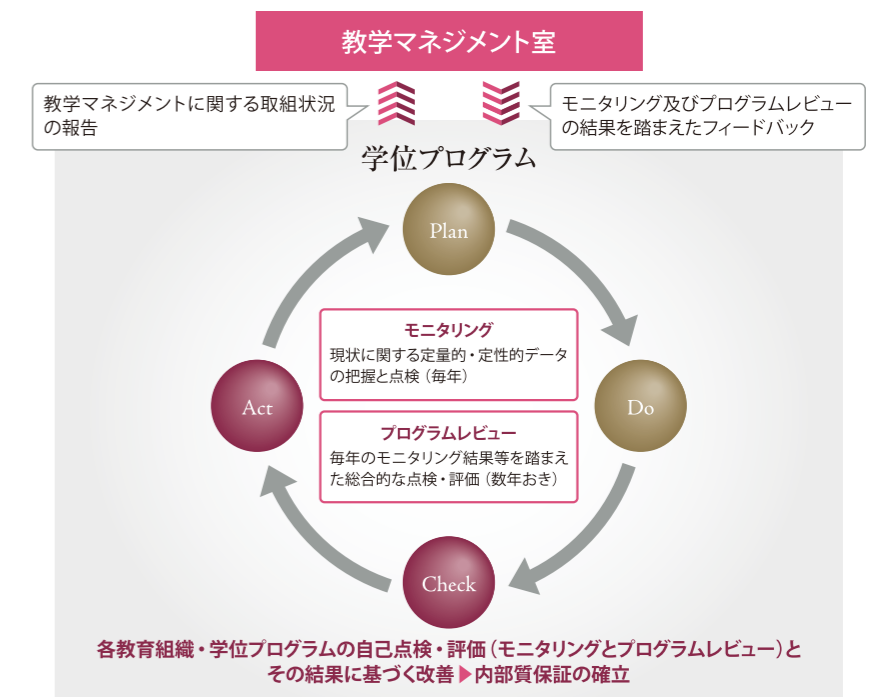 教学マネジメント室
教学マネジメントに関する取組状況
の報告
モニタリング及びプログラムレビュー
の結果を踏まえたフィードバック
学位プログラム
Plan
モニタリング
現状に関する定量的・定性的データ
の把握と点検（毎年）
Act
Do
プログラムレビュー
毎年のモニタリング結果等を踏まえ
た総合的な点検・評価（数年おき）
Check
各教育組織・学位プログラムの自己点検・評価（モニタリングとプログラムレビュー）と
その結果に基づく改善▶内部質保証の確立